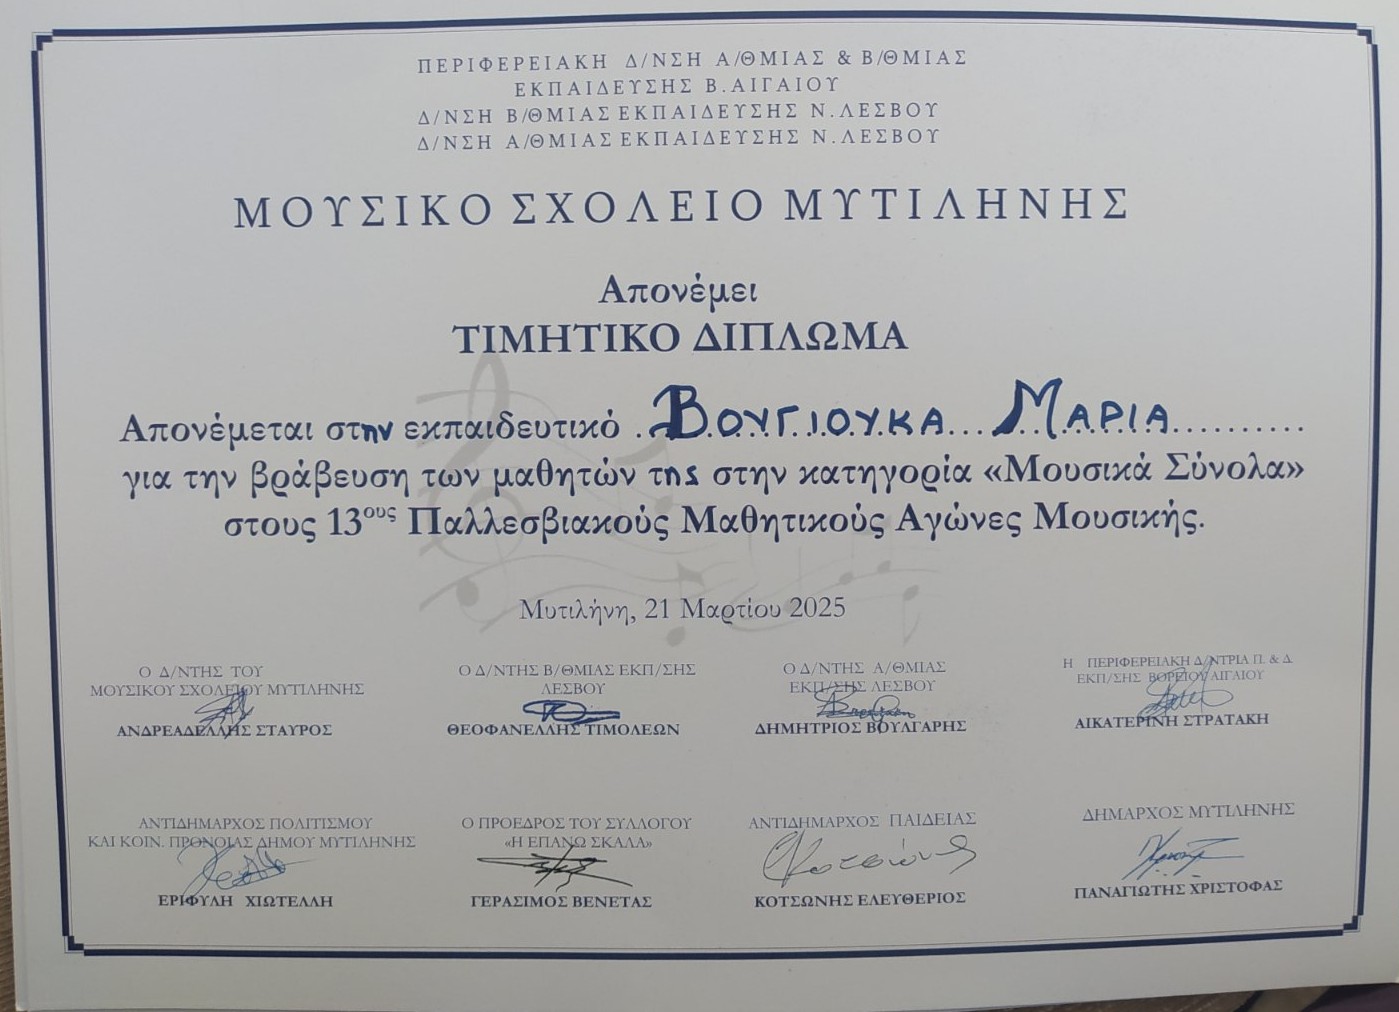 ΠΕΡΙΦΕΡΕΙΑΚΗ Δ/ΝΣΗ Α/ΘΜΙΑΣ & Β/ΘΜΙΑΣ
ΕΚΠΑΙΔΕΥΣΗΣ Β.ΑΙΓΑΙΟΥ
Δ/ΝΣΗ Β/ΘΜΙΑΣ ΕΚΠΑΙΔΕΥΣΗΣ Ν.ΛΕΣΒΟΥ
Δ/ΝΣΗ Α/ΘΜΙΑΣ ΕΚΠΑΙΔΕΥΣΗΣ Ν.ΛΕΣΒΟΥ
ΜΟΥΣΙΚΟ ΣΧΟΛΕΙΟ ΜΥΤΙΛΗΝΗΣ
Απονέμει
ΤΙΜΗΤΙΚΟ ΔΙΠΛΩΜΑ
Απονέμεται στην εκπαιδευτικό .ΒΟΥΓΙΟΥΚΑ...ΜΑΡΙΑ..........
για την βράβευση των μαθητών της στην κατηγορία «Μουσικά Σύνολα»
στους 13ους Παλλεσβιακούς Μαθητικούς Αγώνες Μουσικής.
Μυτιλήνη, 21 Μαρτίου 2025
Ο Δ/ΝΤΗΣ ΤΟΥ
ΜΟΥΣΙΚΟΥ ΣΧΟΛΕΙΟΥ ΜΥΤΙΛΗΝΗΣ
ΑΝΔΡΕΑΔΕΛΛΗΣ ΣΤΑΥΡΟΣ
Ο Δ/ΝΤΗΣ Β/ΘΜΙΑΣ ΕΚΠ/ΣΗΣ
ΛΕΣΒΟΥ
ΘΕΟΦΑΝΕΛΛΗΣ ΤΙΜΟΛΕΩΝ
Ο Δ/ΝΤΗΣ Α/ΘΜΙΑΣ
ΕΚΠ/ΣΗΣ ΛΕΣΒΟΥ
ΔΗΜΗΤΡΙΟΣ ΒΟΥΛΓΑΡΗΣ
Η ΠΕΡΙΦΕΡΕΙΑΚΗ Δ/ΝΤΡΙΑ Π. & Δ.
ΕΚΠ/ΣΗΣ ΒΟΡΕΙΟΥ ΑΙΓΑΙΟΥ
ΑΙΚΑΤΕΡΙΝΗ ΣΤΡΑΤΑΚΗ
ΑΝΤΙΔΗΜΑΡΧΟΣ ΠΟΛΙΤΙΣΜΟΥ
ΚΑΙ ΚΟΙΝ. ΠΡΟΝΟΙΑΣ ΔΗΜΟΥ ΜΥΤΙΛΗΝΗΣ
ΕΡΙΦΥΛΗ ΧΙΩΤΕΛΛΗ
Ο ΠΡΟΕΔΡΟΣ ΤΟΥ ΣΥΛΛΟΓΟΥ
«Η ΕΠΑΝΩ ΣΚΑΛΑ»
ΓΕΡΑΣΙΜΟΣ ΒΕΝΕΤΑΣ
ΑΝΤΙΔΗΜΑΡΧΟΣ ΠΑΙΔΕΙΑΣ
ΚΟΤΣΩΝΗΣ ΕΛΕΥΘΕΡΙΟΣ
ΔΗΜΑΡΧΟΣ ΜΥΤΙΛΗΝΗΣ
ΠΑΝΑΓΙΩΤΗΣ ΧΡΙΣΤΟΦΑΣ